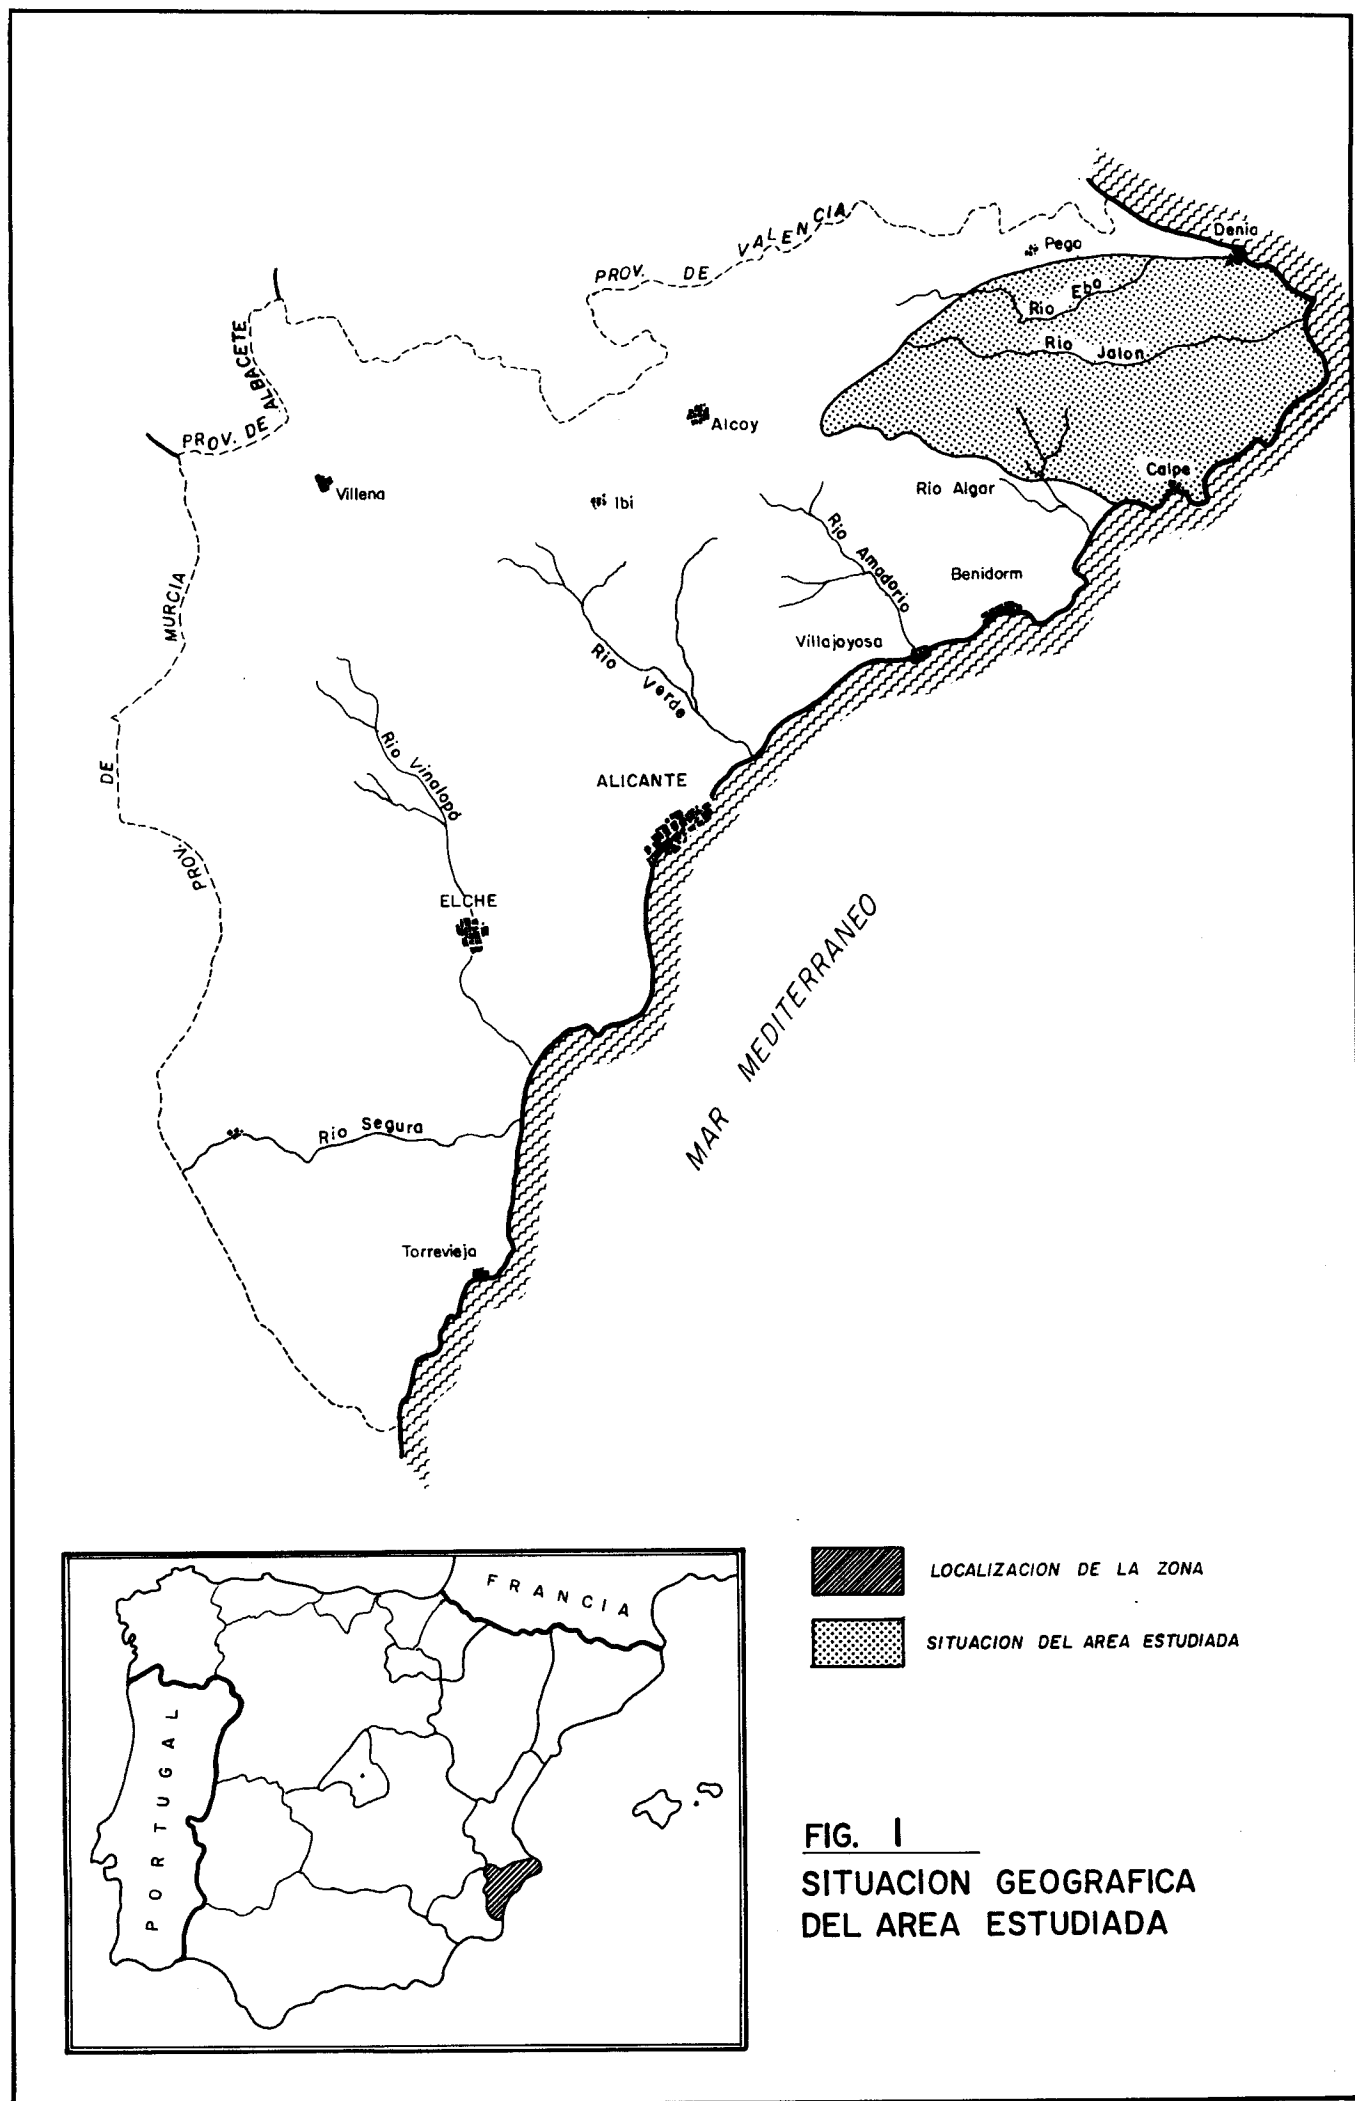 PROV. DE VALENCIA
Denia
Pego
Rio Ebo
Rio Jalon
PROV. DE ALBACETE
Alcoy
Calpe
Villena
Ibi
Rio Algar
Rio Amadorio
Benidorm
PROV. DE MURCIA
Villajoyosa
Rio Verde
Rio Vinalopó
ALICANTE
ELCHE
MAR MEDITERRANEO
Rio Segura
Torrevieja
FRANCIA
PORTUGAL
LOCALIZACION DE LA ZONA
SITUACION DEL AREA ESTUDIADA
FIG. 1
SITUACION GEOGRAFICA
DEL AREA ESTUDIADA